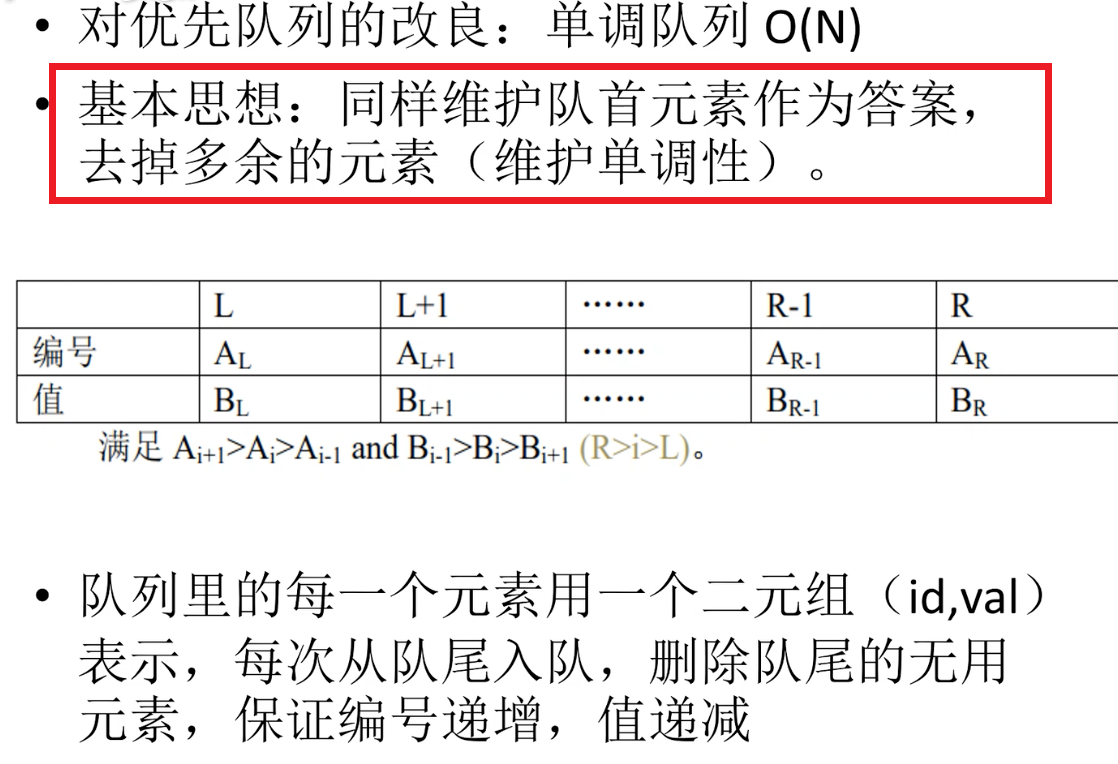 • 对优先队列的改良：单调队列 O(N)
• 基本思想：同样维护队首元素作为答案，
去掉多余的元素（维护单调性）。
L L+1 …… R-1 R
编号 A_L A_{L+1} …… A_{R-1} A_R
值 B_L B_{L+1} …… B_{R-1} B_R
满足 A_{i+1}>A_i>A_{i-1} and B_{i-1}>B_i>B_{i+1} (R>i>L)。
• 队列里的每一个元素用一个二元组（id,val）
表示，每次从队尾入队，删除队尾的无用
元素，保证编号递增，值递减